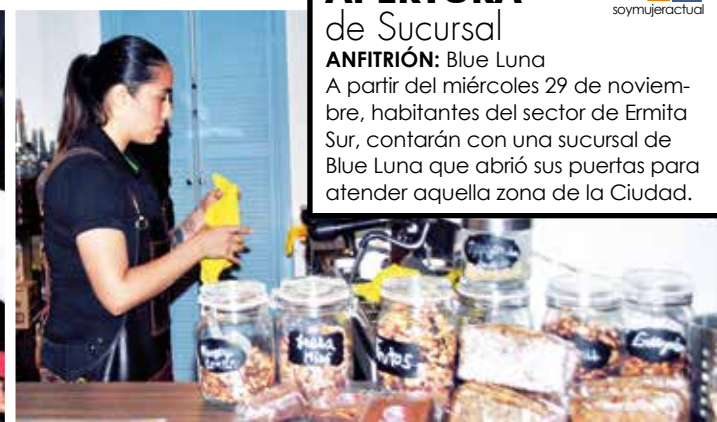 APERTURA
de Sucursal
soymujeractual
ANFITRIÓN: Blue Luna
A partir del miércoles 29 de noviem-
bre, habitantes del sector de Ermita
Sur, contarán con una sucursal de
Blue Luna que abrió sus puertas para
atender aquella zona de la Ciudad.